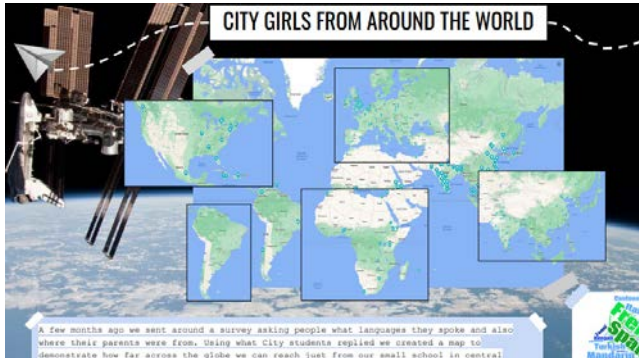 CITY GIRLS FROM AROUND THE WORLD
A few months ago we sent around a survey asking people what languages they spoke and also
where their parents were from. Using what City students replied we created a map to
demonstrate how far across the globe we can reach just from our small school in central
Turkish
Mandarin